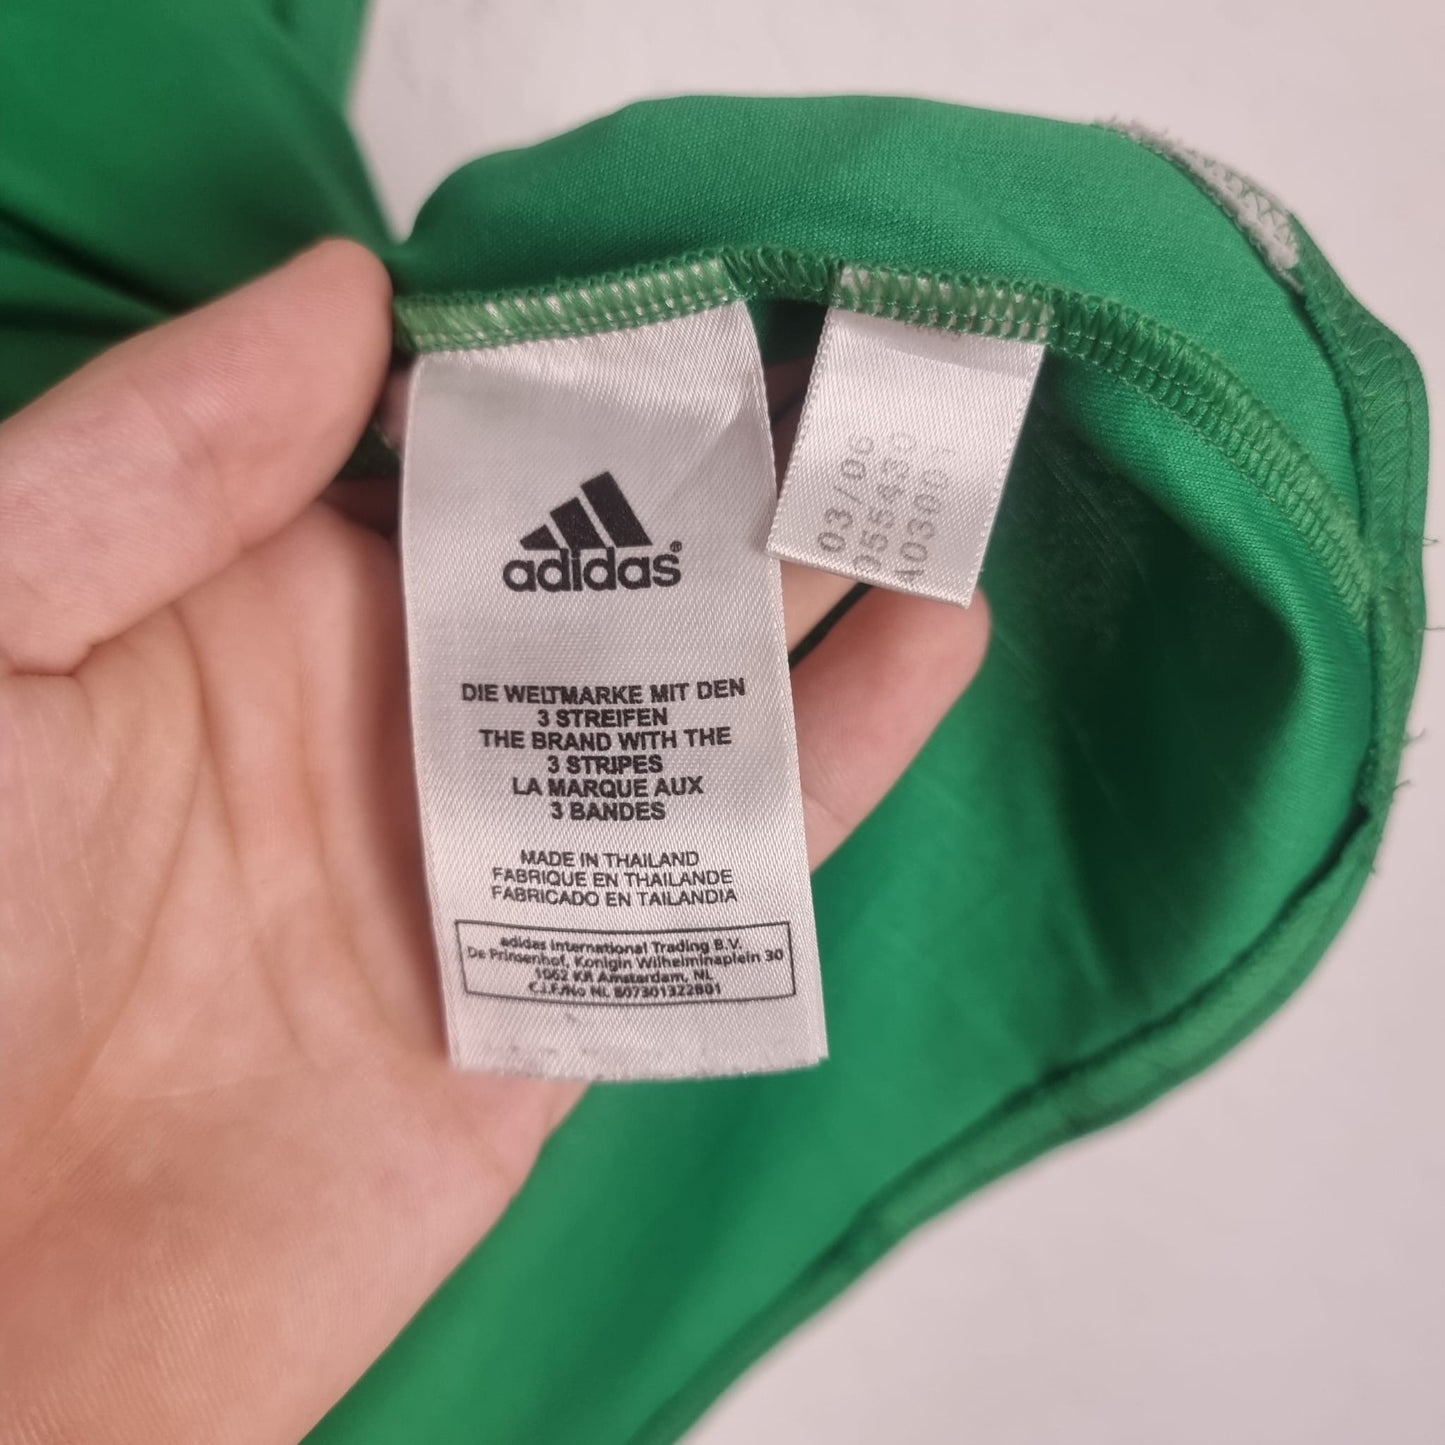 adidas®
DIE WELTMARKE MIT DEN
3 STREIFEN
THE BRAND WITH THE
3 STRIPES
LA MARQUE AUX
3 BANDES
MADE IN THAILAND
FABRIQUE EN THAILANDE
FABRICADO EN TAILANDIA
adidas International Trading B.V.
De Prinsenhof, Konigin Wilhelminaplein 30
1062 KR Amsterdam, NL
C.I.F./No NL 807301322B01
03/06
055430
A03001